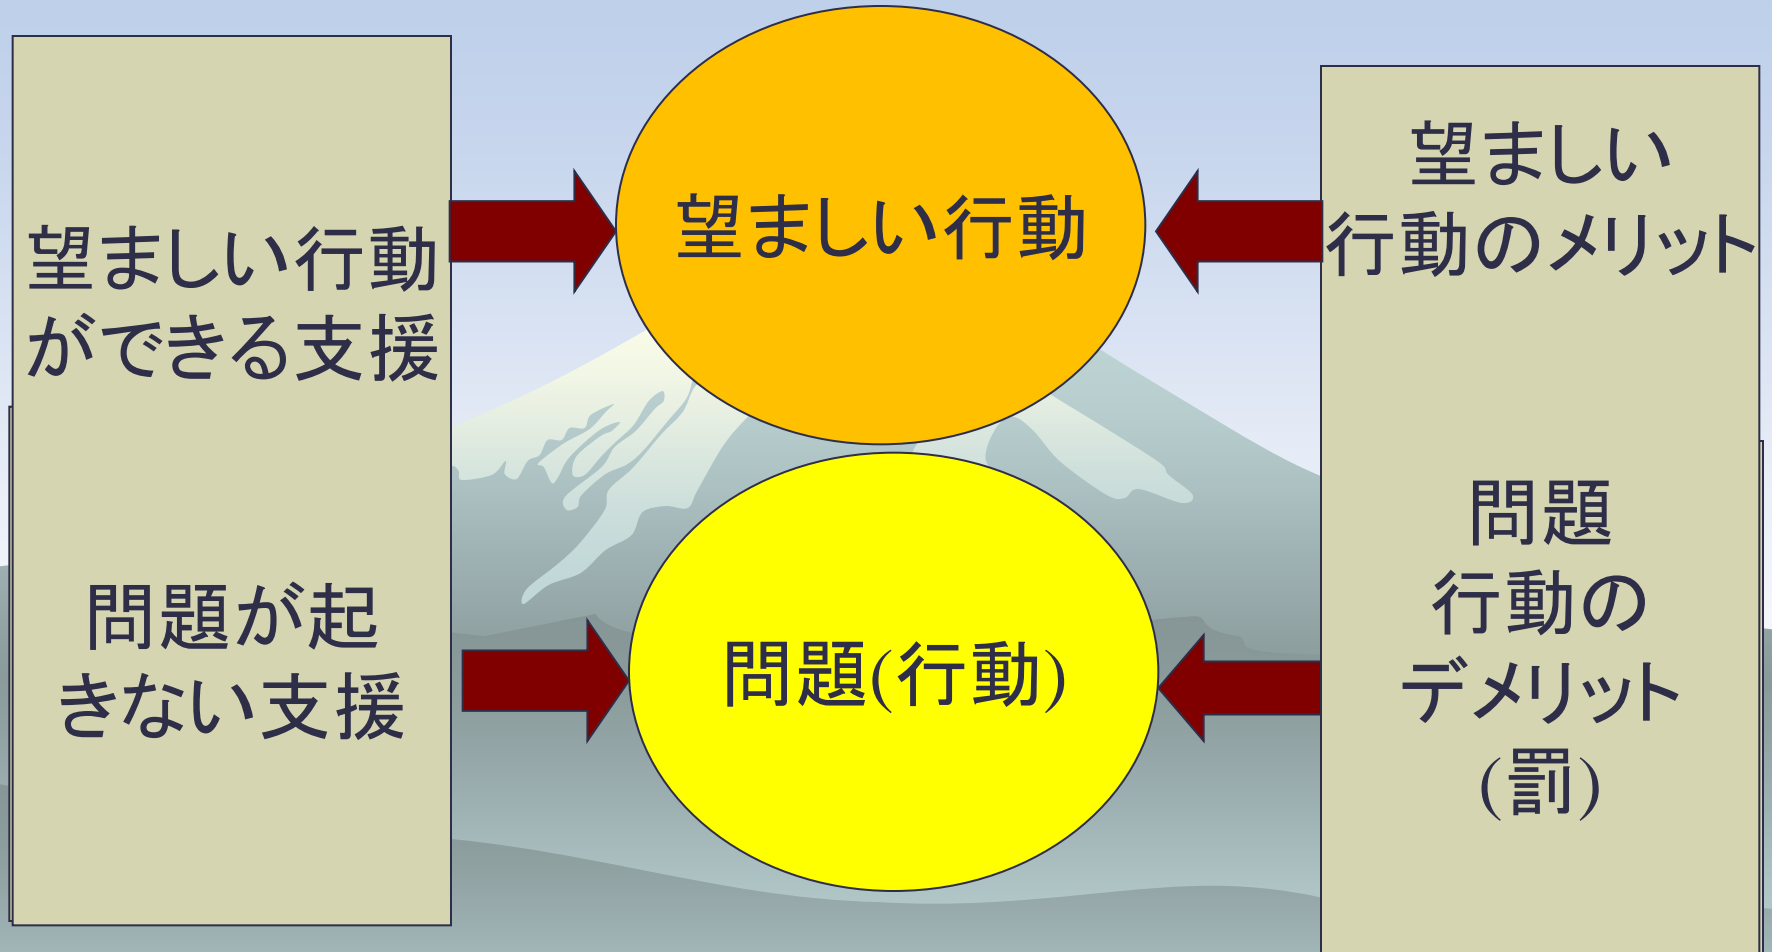 望ましい行動
ができる支援
問題が起
きない支援
望ましい行動
問題(行動)
望ましい
行動のメリット
問題
行動の
デメリット
(罰)